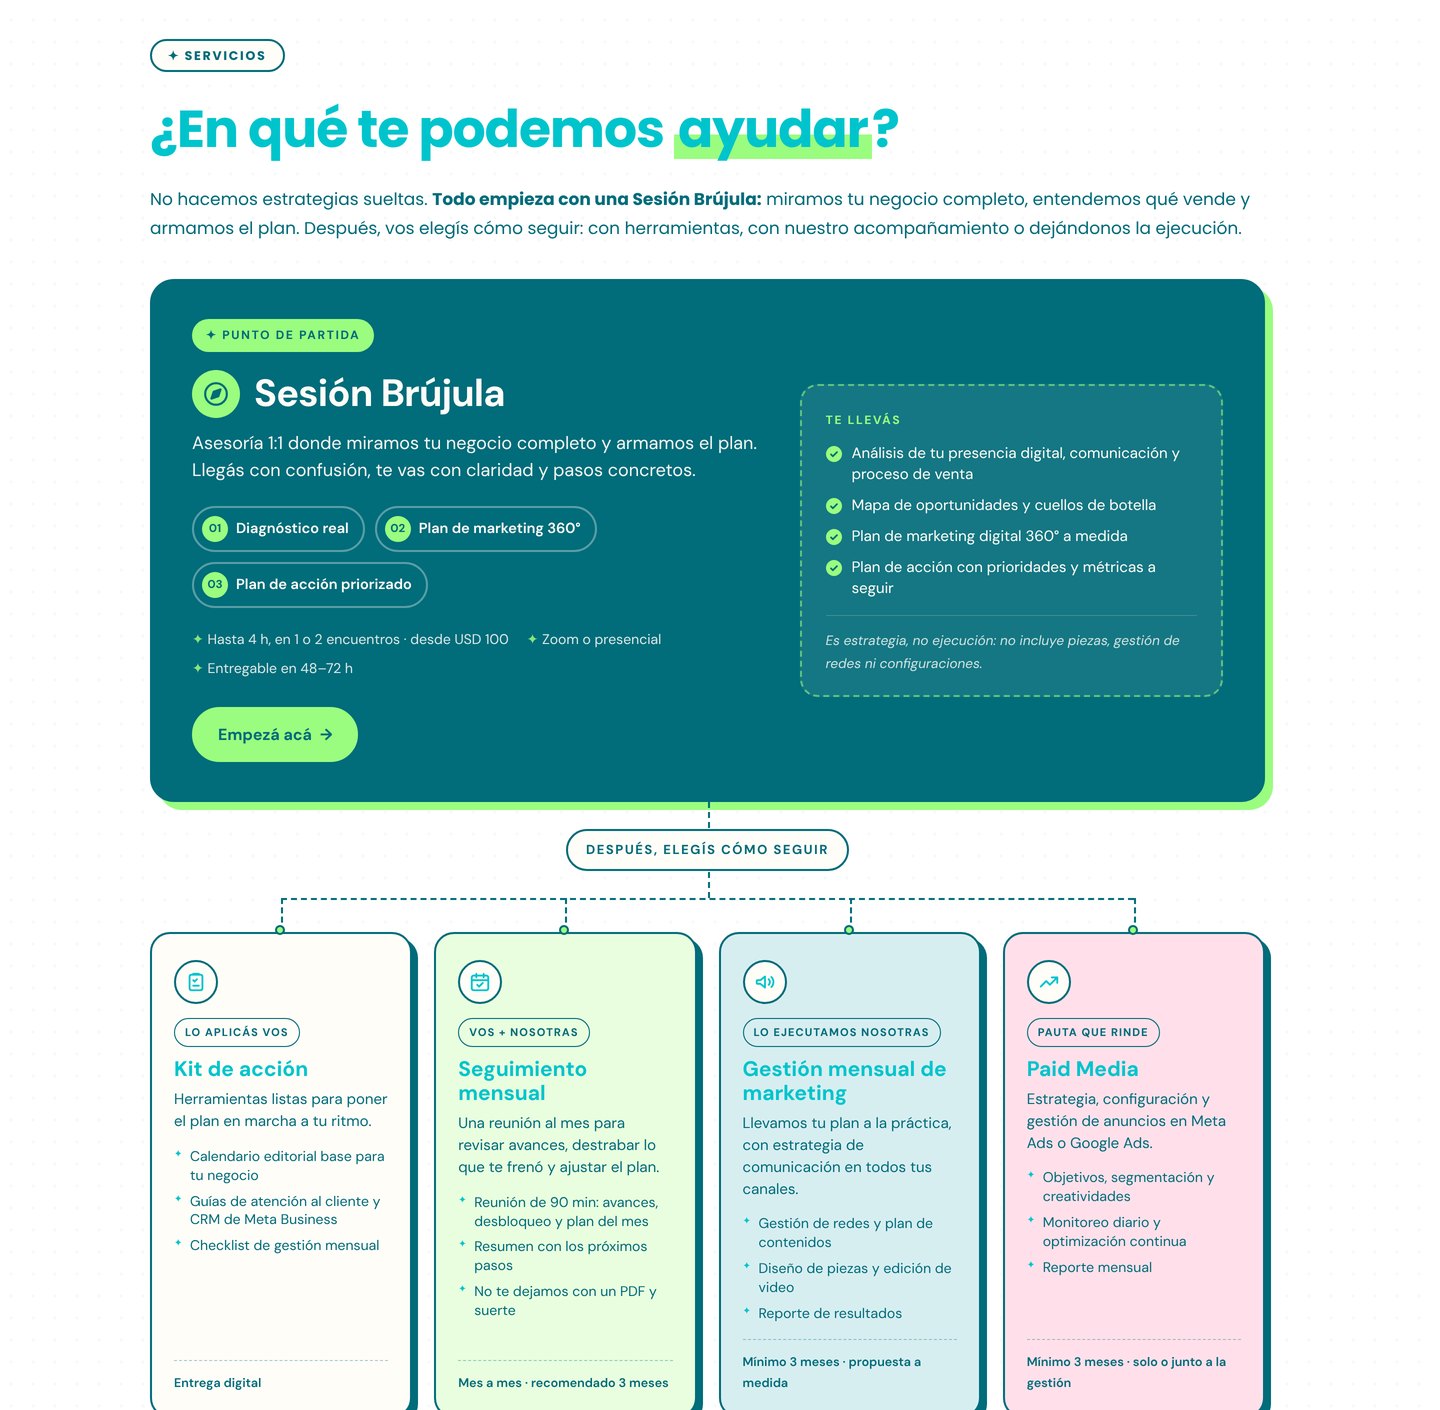 ✦ SERVICIOS
¿En qué te podemos ayudar?
No hacemos estrategias sueltas. Todo empieza con una Sesión Brújula: miramos tu negocio completo, entendemos qué vende y
armamos el plan. Después, vos elegís cómo seguir: con herramientas, con nuestro acompañamiento o dejándonos la ejecución.
✦ PUNTO DE PARTIDA
Sesión Brújula
Asesoría 1:1 donde miramos tu negocio completo y armamos el plan.
Llegás con confusión, te vas con claridad y pasos concretos.
01 Diagnóstico real
02 Plan de marketing 360°
03 Plan de acción priorizado
✦ Hasta 4 h, en 1 o 2 encuentros · desde USD 100 ✦ Zoom o presencial
✦ Entregable en 48–72 h
Empezá acá →
TE LLEVÁS
Análisis de tu presencia digital, comunicación y
proceso de venta
Mapa de oportunidades y cuellos de botella
Plan de marketing digital 360° a medida
Plan de acción con prioridades y métricas a
seguir
Es estrategia, no ejecución: no incluye piezas, gestión de
redes ni configuraciones.
DESPUÉS, ELEGÍS CÓMO SEGUIR
LO APLICÁS VOS
Kit de acción
Herramientas listas para poner
el plan en marcha a tu ritmo.
✦ Calendario editorial base para
tu negocio
✦ Guías de atención al cliente y
CRM de Meta Business
✦ Checklist de gestión mensual
Entrega digital
VOS + NOSOTRAS
Seguimiento
mensual
Una reunión al mes para
revisar avances, destrabar lo
que te frenó y ajustar el plan.
✦ Reunión de 90 min: avances,
desbloqueo y plan del mes
✦ Resumen con los próximos
pasos
✦ No te dejamos con un PDF y
suerte
Mes a mes · recomendado 3 meses
LO EJECUTAMOS NOSOTRAS
Gestión mensual de
marketing
Llevamos tu plan a la práctica,
con estrategia de
comunicación en todos tus
canales.
✦ Gestión de redes y plan de
contenidos
✦ Diseño de piezas y edición de
video
✦ Reporte de resultados
Mínimo 3 meses · propuesta a
medida
PAUTA QUE RINDE
Paid Media
Estrategia, configuración y
gestión de anuncios en Meta
Ads o Google Ads.
✦ Objetivos, segmentación y
creatividades
✦ Monitoreo diario y
optimización continua
✦ Reporte mensual
Mínimo 3 meses · solo o junto a la
gestión